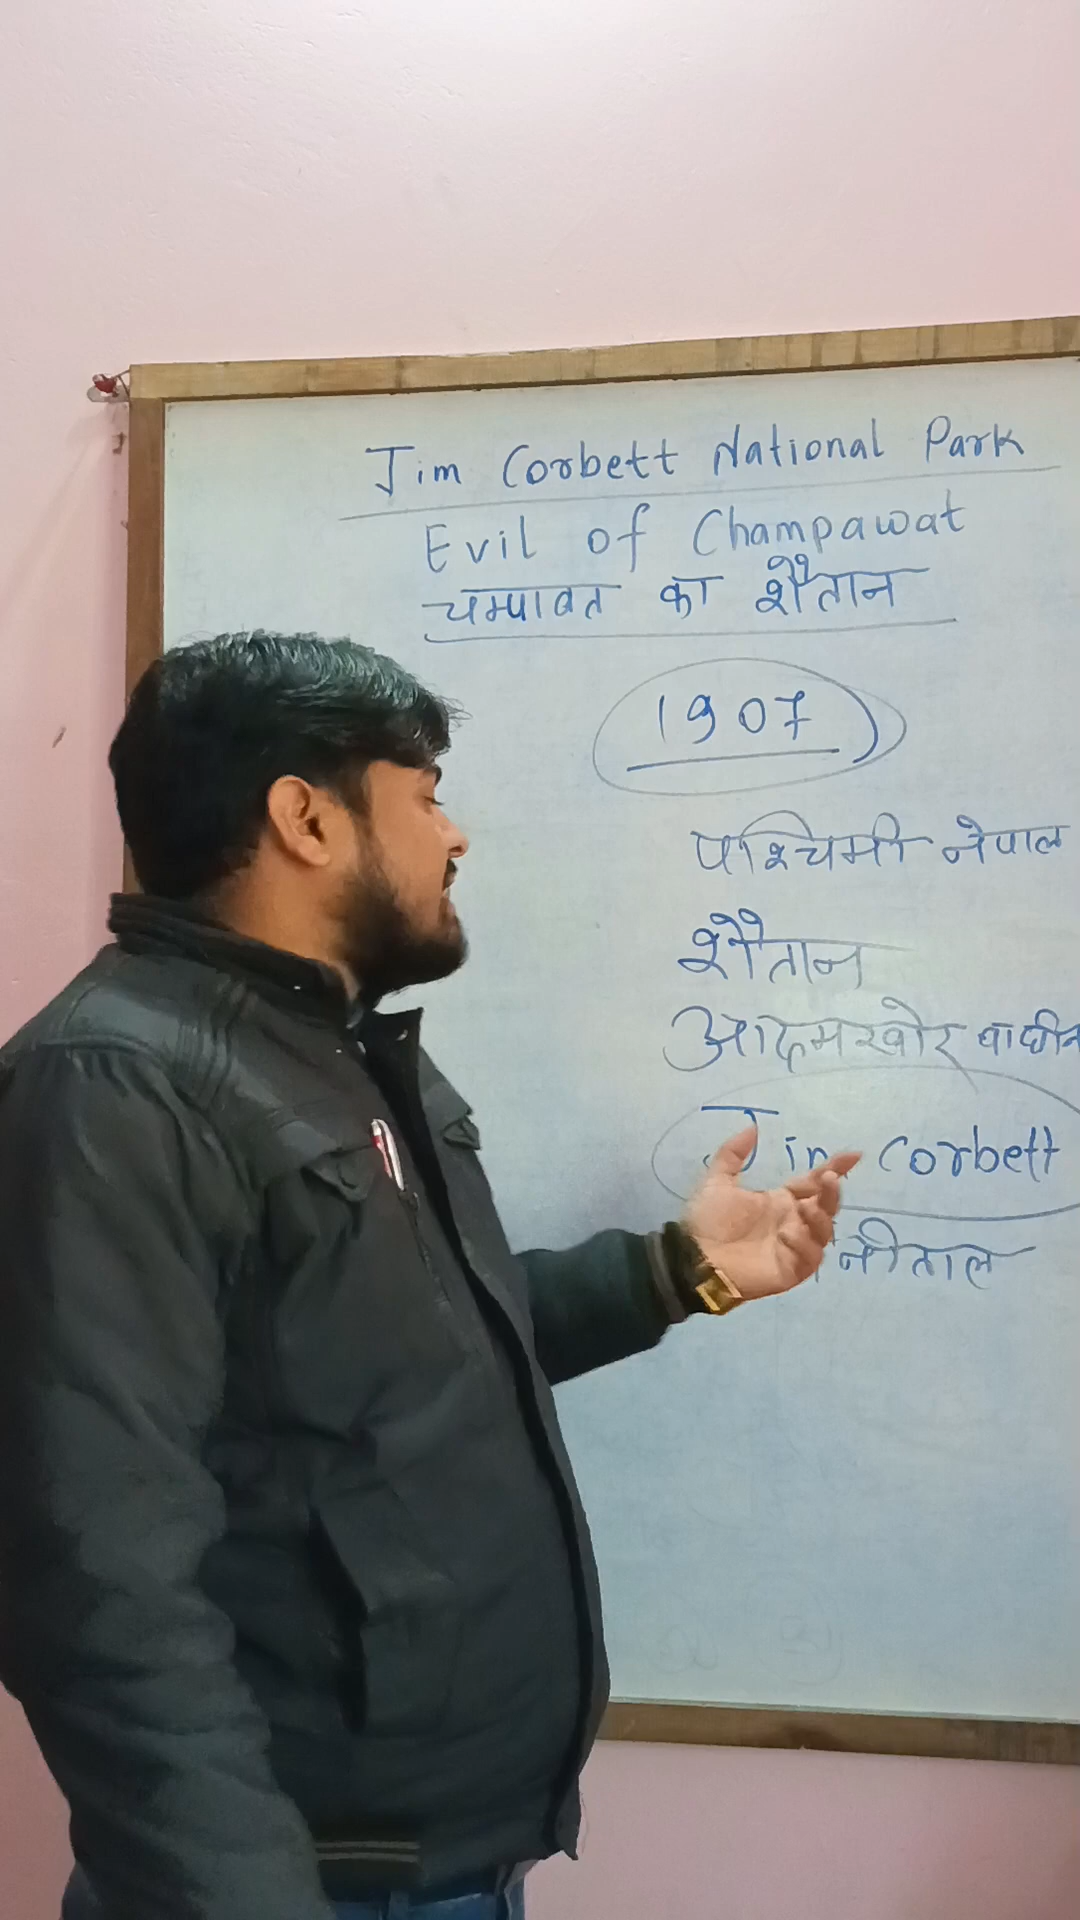 Jim Corbett National Park
Evil of Champawat
चम्पावत का शैतान
1907
पश्चिमी नेपाल
शैतान
आदमखोर बाघीन
Jim Corbett
नीताल